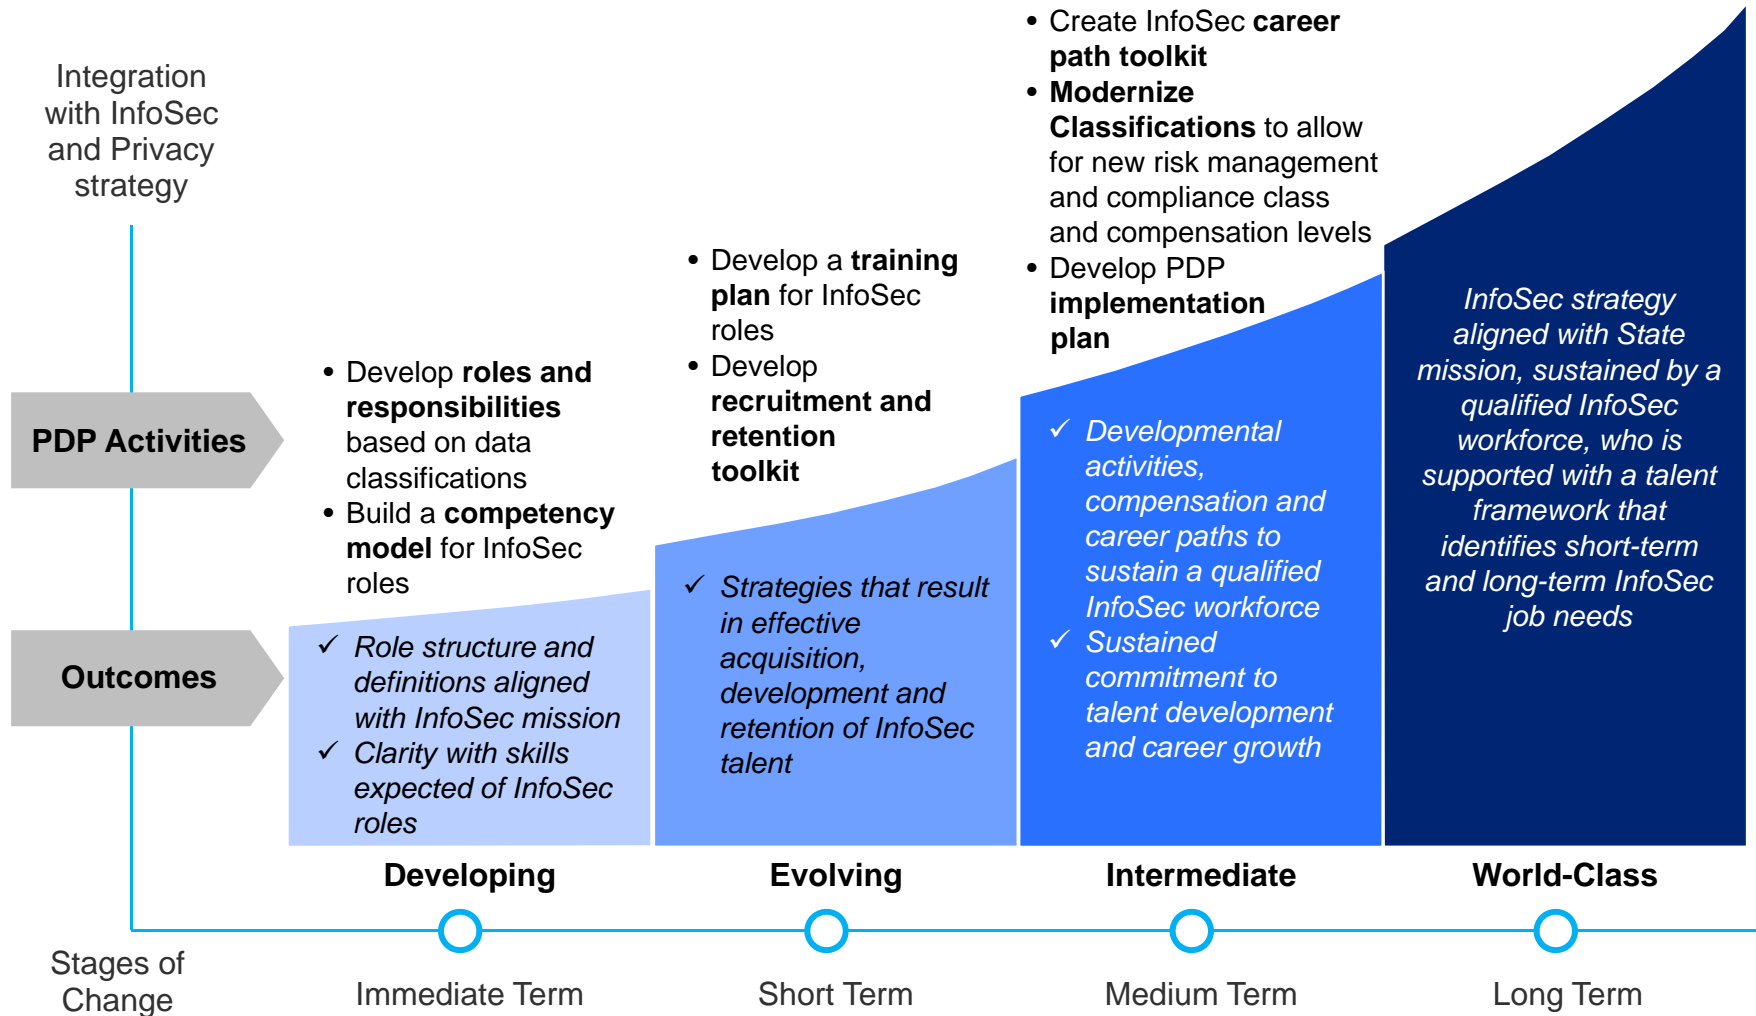 Integration
with InfoSec
and Privacy
strategy
PDP Activities
Outcomes
• Develop roles and
responsibilities
based on data
classifications
• Build a competency
model for InfoSec
roles
✓ Role structure and
definitions aligned
with InfoSec mission
✓ Clarity with skills
expected of InfoSec
roles
• Develop a training
plan for InfoSec
roles
• Develop
recruitment and
retention
toolkit
✓ Strategies that result
in effective
acquisition,
development and
retention of InfoSec
talent
• Create InfoSec career
path toolkit
• Modernize
Classifications to allow
for new risk management
and compliance class
and compensation levels
• Develop PDP
implementation
plan
✓ Developmental
activities,
compensation and
career paths to
sustain a qualified
InfoSec workforce
✓ Sustained
commitment to
talent development
and career growth
InfoSec strategy
aligned with State
mission, sustained by a
qualified InfoSec
workforce, who is
supported with a talent
framework that
identifies short-term
and long-term InfoSec
job needs
Developing
Evolving
Intermediate
World-Class
Stages of
Change
Immediate Term
Short Term
Medium Term
Long Term